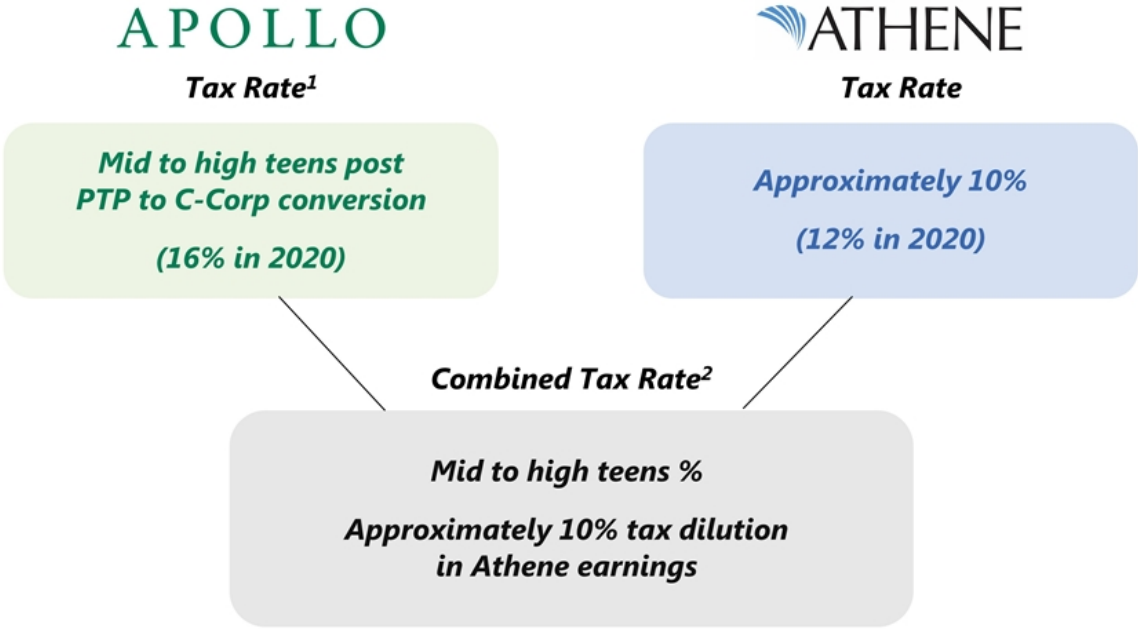 APOLLO
Tax Rate¹
Mid to high teens post
PTP to C-Corp conversion
(16% in 2020)
ATHENE
Tax Rate
Approximately 10%
(12% in 2020)
Combined Tax Rate²
Mid to high teens %
Approximately 10% tax dilution
in Athene earnings